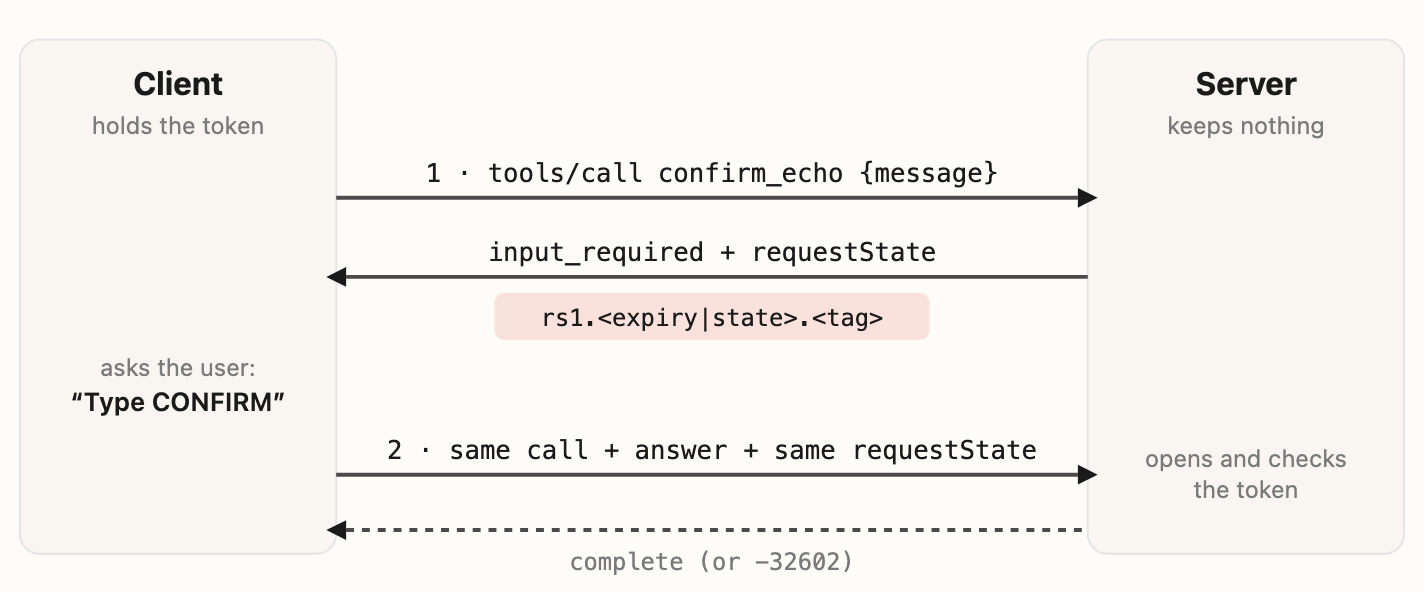 Client
holds the token
Server
keeps nothing
1 · tools/call confirm_echo {message}
input_required + requestState
rs1.<expiry|state>.<tag>
asks the user:
“Type CONFIRM”
2 · same call + answer + same requestState
opens and checks
the token
complete (or −32602)